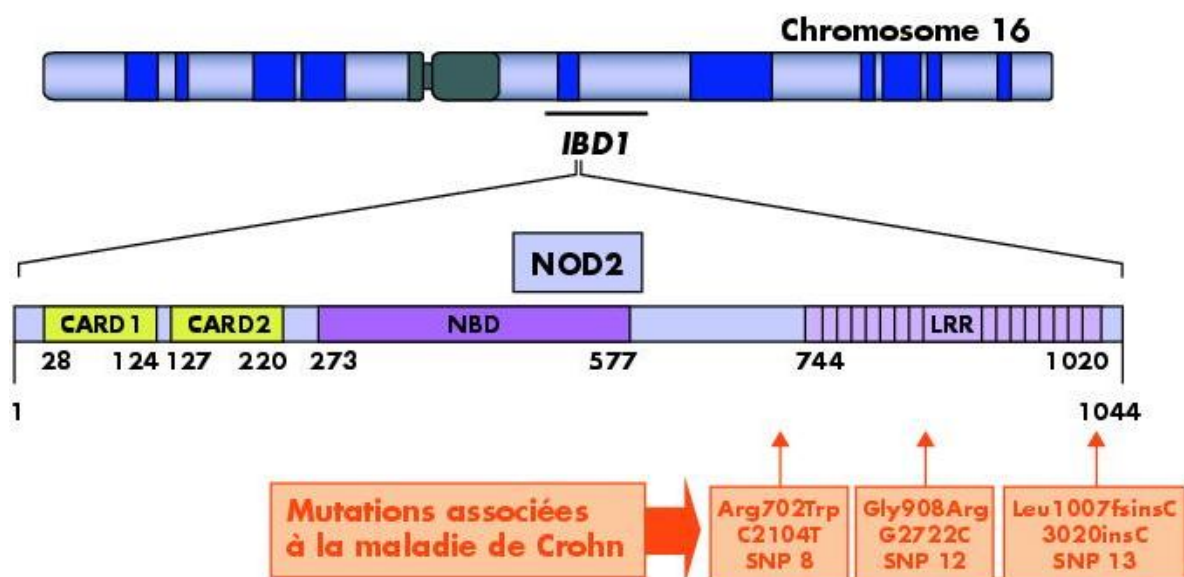 Chromosome 16
IBD1
NOD2
CARD1 CARD2 NBD LRR
28 124 127 220 273 577 744 1020
1 1044
Mutations associées
à la maladie de Crohn
Arg702Trp
C2104T
SNP 8
Gly908Arg
G2722C
SNP 12
Leu1007fsinsC
3020insC
SNP 13